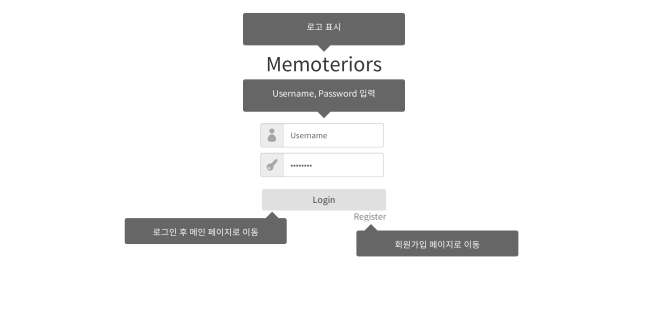 로고 표시
Memoteriors
Username, Password 입력
Username
••••••••
Login
Register
로그인 후 메인 페이지로 이동
회원가입 페이지로 이동